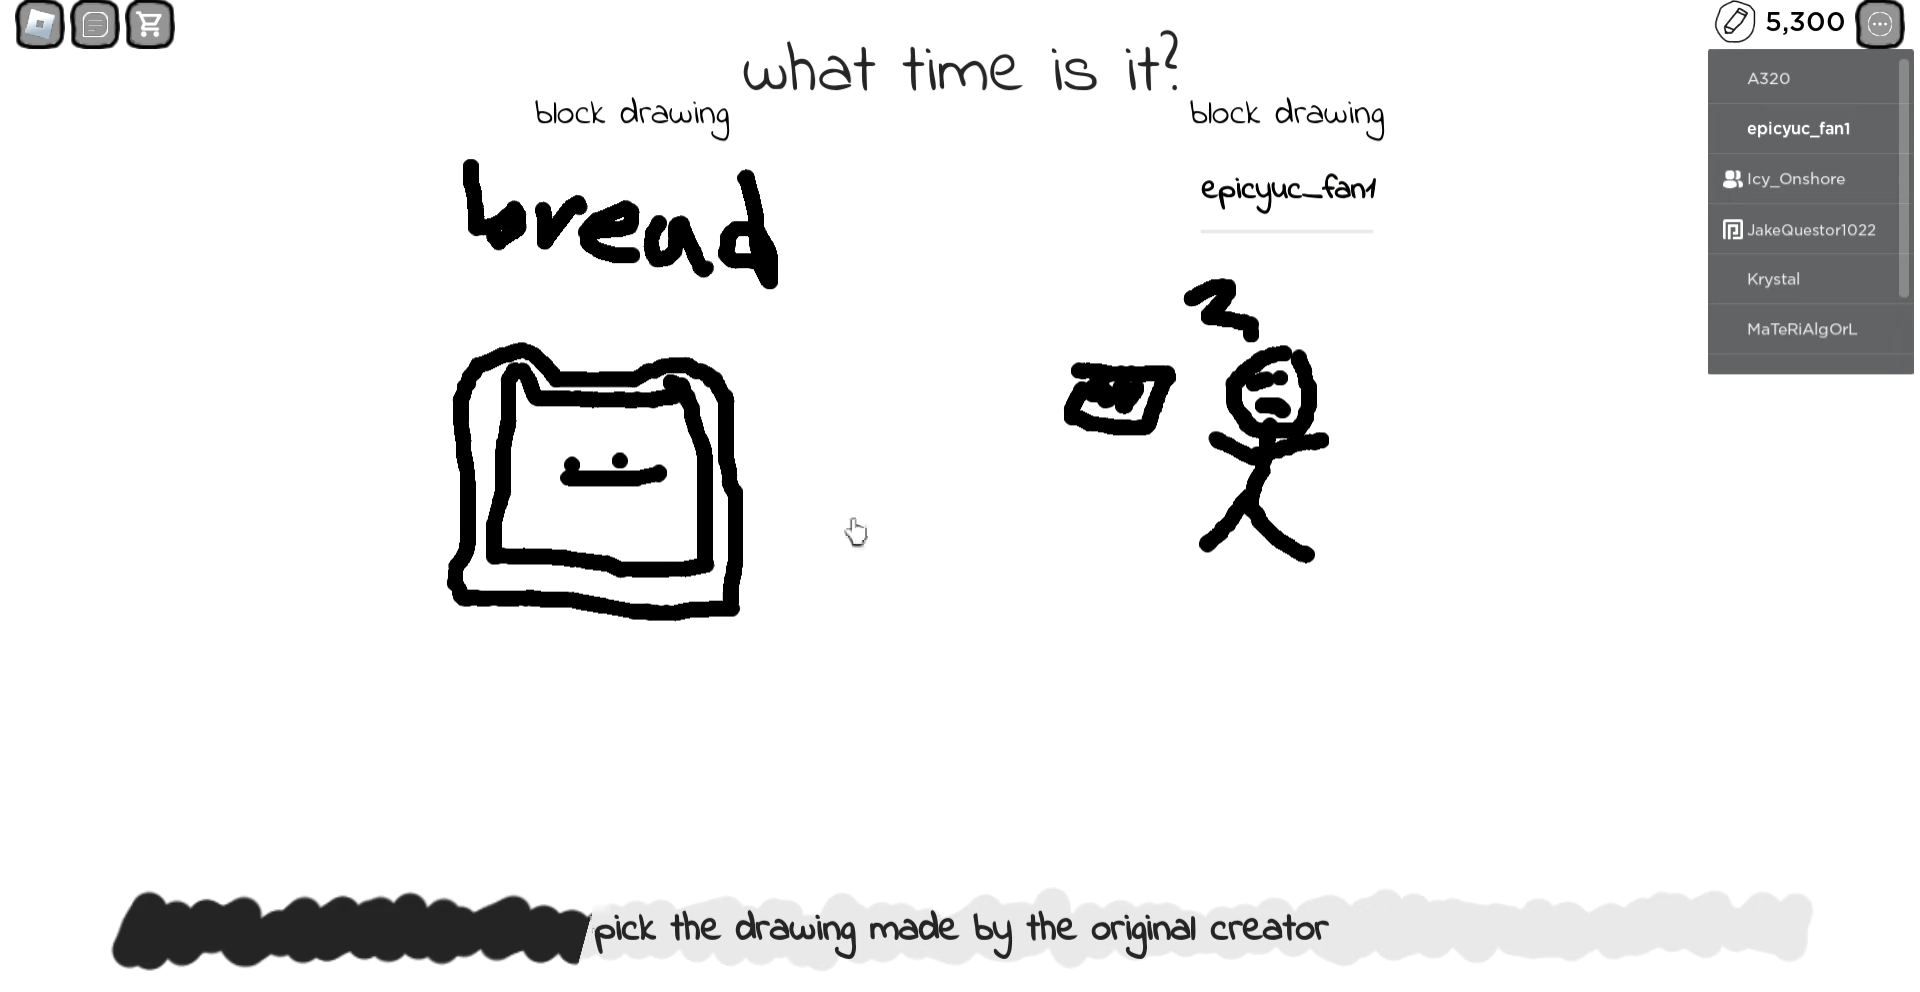 5,300
what time is it?
block drawing
block drawing
bread
epicyuc_fan1
2
A320
epicyuc_fan1
Icy_Onshore
JakeQuestor1022
Krystal
MaTeRiAlgOrL
pick the drawing made by the original creator